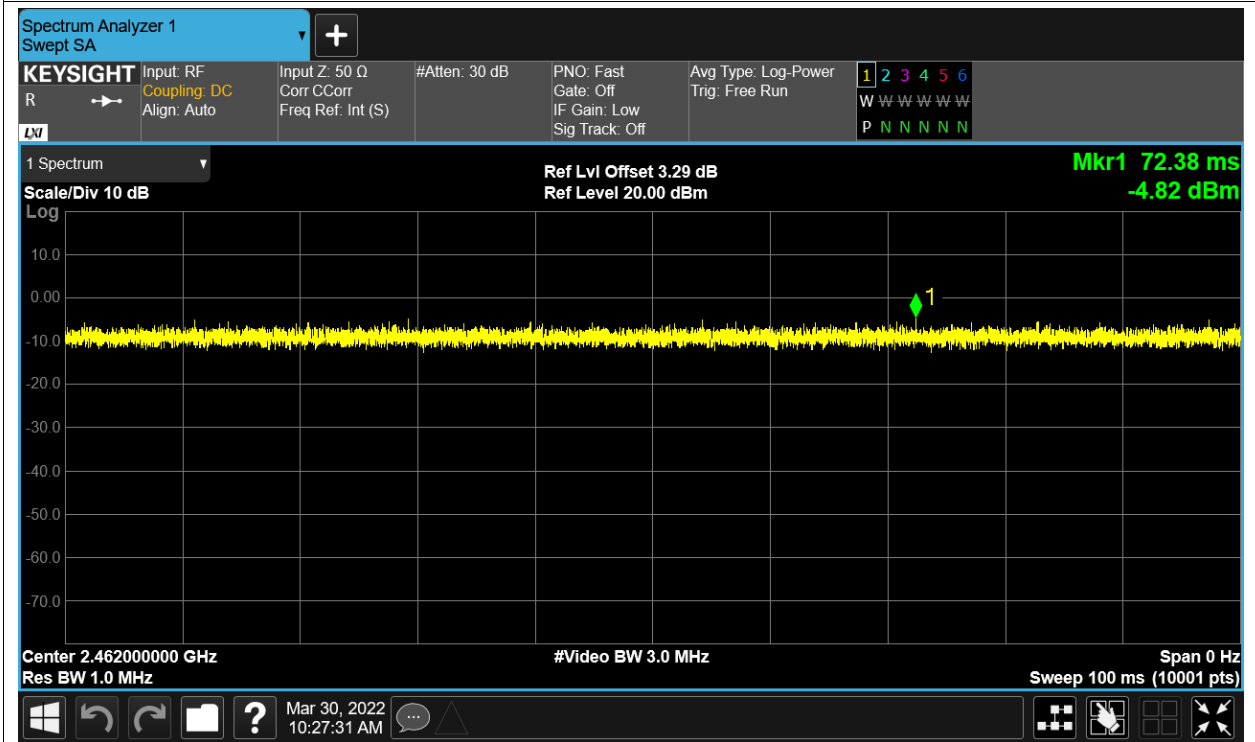 Spectrum Analyzer 1
Swept SA
KEYSIGHT
R
LXI
Input: RF
Coupling: DC
Align: Auto
Input Z: 50 Ω
Corr CCorr
Freq Ref: Int (S)
#Atten: 30 dB
PNO: Fast
Gate: Off
IF Gain: Low
Sig Track: Off
Avg Type: Log-Power
Trig: Free Run
1 2 3 4 5 6
W W W W W W
P N N N N N
1 Spectrum
Scale/Div 10 dB
Log
Ref Lvl Offset 3.29 dB
Ref Level 20.00 dBm
Mkr1 72.38 ms
-4.82 dBm
10.0
0.00
1
-10.0
-20.0
-30.0
-40.0
-50.0
-60.0
-70.0
Center 2.462000000 GHz
Res BW 1.0 MHz
#Video BW 3.0 MHz
Span 0 Hz
Sweep 100 ms (10001 pts)
?
Mar 30, 2022
10:27:31 AM